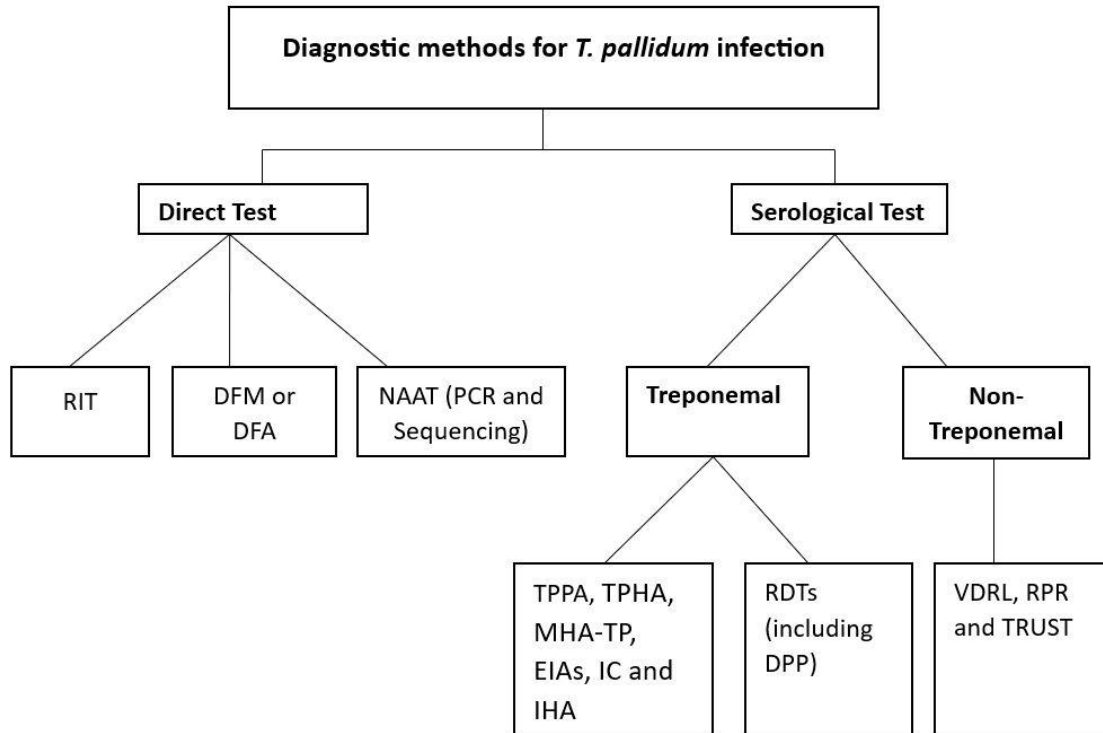 Diagnostic methods for T. pallidum infection
Direct Test
Serological Test
RIT
DFM or
DFA
NAAT (PCR and
Sequencing)
Treponemal
Non-
Treponemal
TPPA, TPHA,
MHA-TP,
EIAs, IC and
IHA
RDTs
(including
DPP)
VDRL, RPR
and TRUST